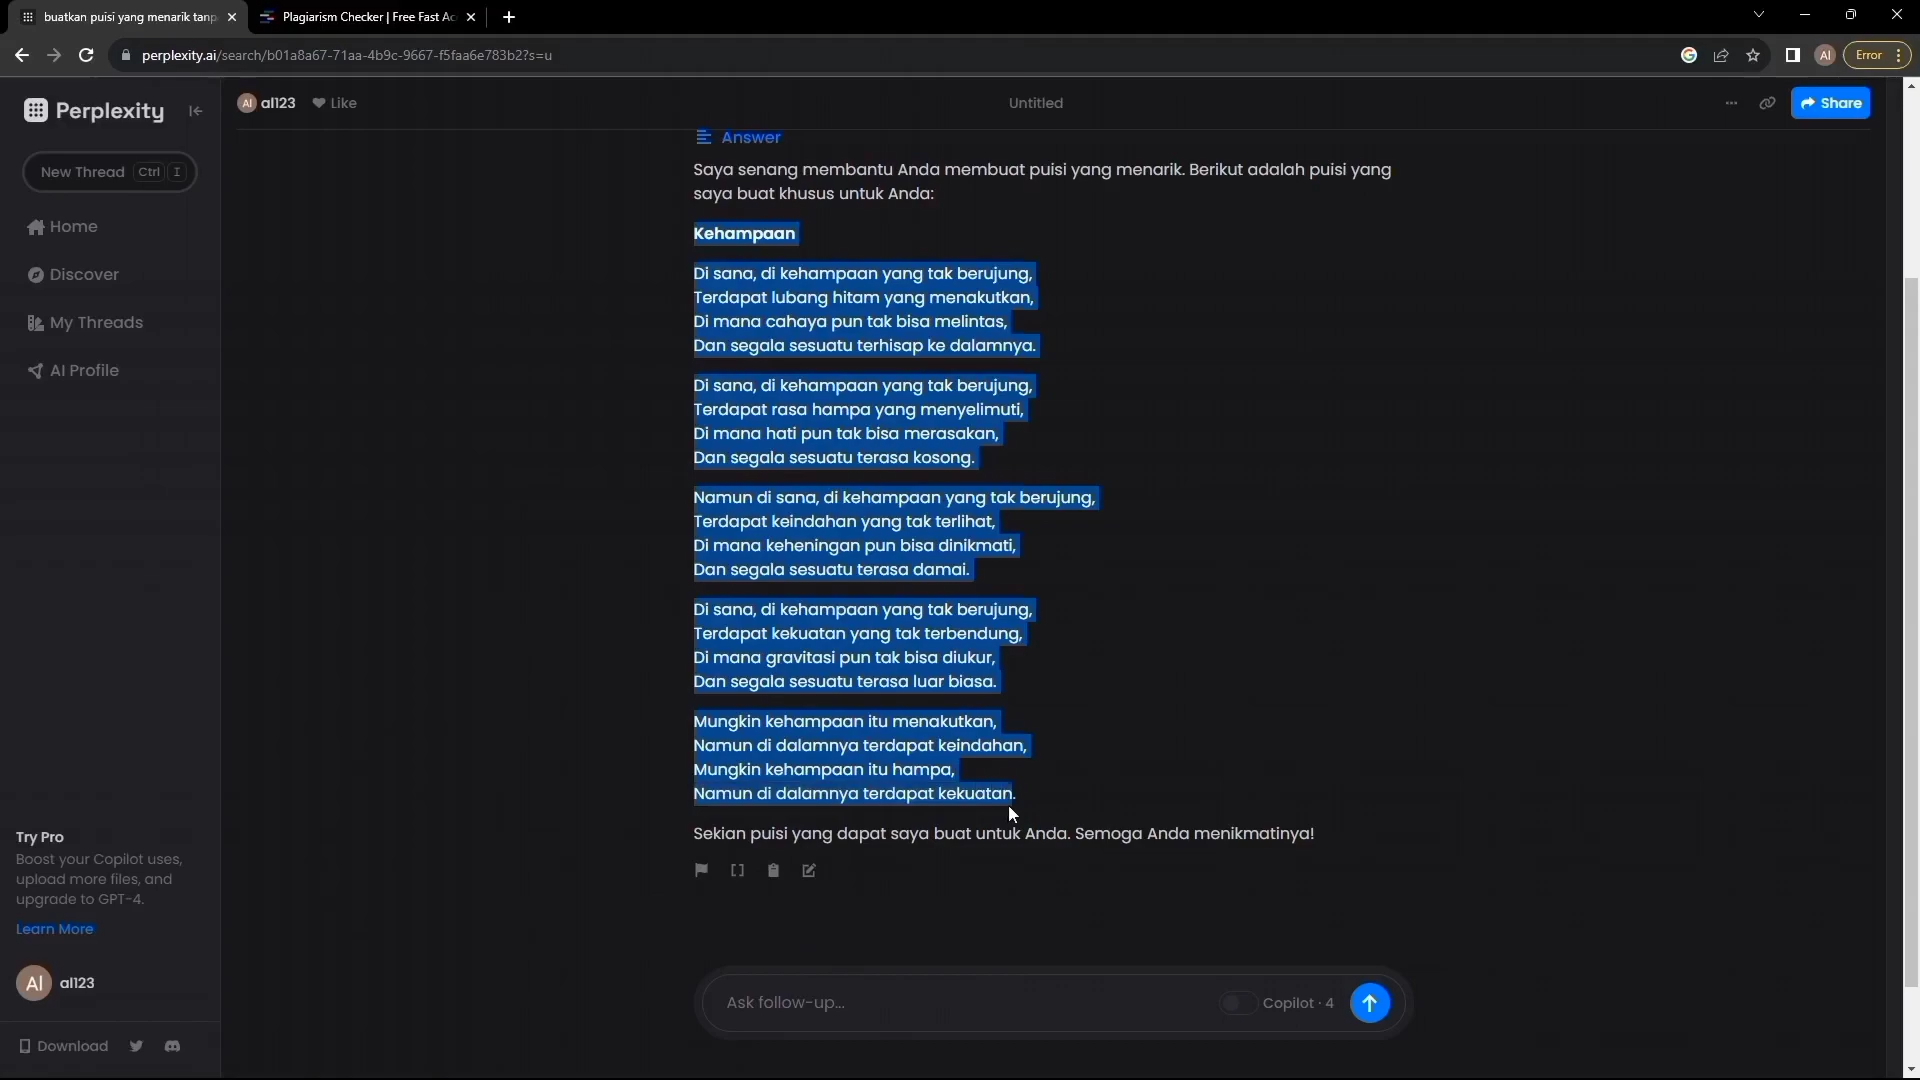 buatkan puisi yang menarik tanp
Plagiarism Checker | Free Fast Ac
perplexity.ai/search/b01a8a67-71aa-4b9c-9667-f5faa6e783b2?s=u
AI
Error
Perplexity
AI al123
Like
Untitled
Share
New Thread Ctrl I
Home
Discover
My Threads
AI Profile
Answer
Saya senang membantu Anda membuat puisi yang menarik. Berikut adalah puisi yang
saya buat khusus untuk Anda:
Kehampaan
Di sana, di kehampaan yang tak berujung,
Terdapat lubang hitam yang menakutkan,
Di mana cahaya pun tak bisa melintas,
Dan segala sesuatu terhisap ke dalamnya.
Di sana, di kehampaan yang tak berujung,
Terdapat rasa hampa yang menyelimuti,
Di mana hati pun tak bisa merasakan,
Dan segala sesuatu terasa kosong.
Namun di sana, di kehampaan yang tak berujung,
Terdapat keindahan yang tak terlihat,
Di mana keheningan pun bisa dinikmati,
Dan segala sesuatu terasa damai.
Di sana, di kehampaan yang tak berujung,
Terdapat kekuatan yang tak terbendung,
Di mana gravitasi pun tak bisa diukur,
Dan segala sesuatu terasa luar biasa.
Mungkin kehampaan itu menakutkan,
Namun di dalamnya terdapat keindahan,
Mungkin kehampaan itu hampa,
Namun di dalamnya terdapat kekuatan.
Sekian puisi yang dapat saya buat untuk Anda. Semoga Anda menikmatinya!
Try Pro
Boost your Copilot uses,
upload more files, and
upgrade to GPT-4.
Learn More
AI al123
Download
Ask follow-up...
Copilot · 4